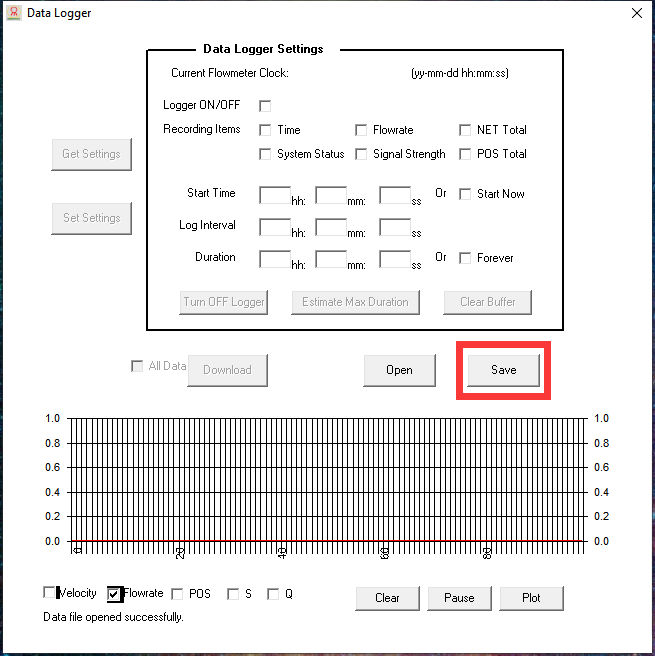 Data Logger
Data Logger Settings
Current Flowmeter Clock: (yy-mm-dd hh:mm:ss)
Logger ON/OFF
Recording Items Time Flowrate NET Total
System Status Signal Strength POS Total
Get Settings
Set Settings
Start Time hh: mm: ss Or Start Now
Log Interval hh: mm: ss
Duration hh: mm: ss Or Forever
Turn OFF Logger Estimate Max Duration Clear Buffer
All Data Download Open Save
1.0 1.0
0.8 0.8
0.6 0.6
0.4 0.4
0.2 0.2
0.0 0.0
0 20 40 60 80
Velocity Flowrate POS S Q Clear Pause Plot
Data file opened successfully.